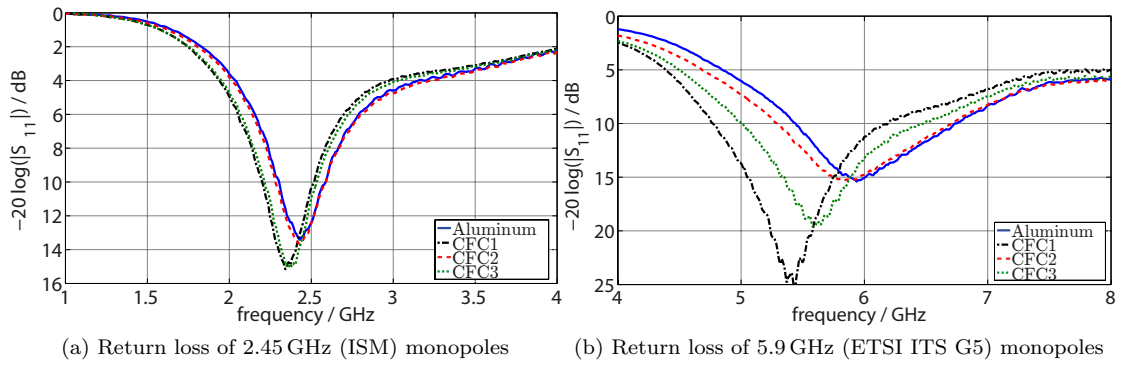 0
2
4
6
8
10
12
14
16
−20 log(|S 11|) / dB
1
1.5
2
2.5
3
3.5
4
frequency / GHz
Aluminum
CFC1
CFC2
CFC3
(a) Return loss of 2.45 GHz (ISM) monopoles
0
5
10
15
20
25
−20 log(|S 11|) / dB
4
5
6
7
8
frequency / GHz
Aluminum
CFC1
CFC2
CFC3
(b) Return loss of 5.9 GHz (ETSI ITS G5) monopoles